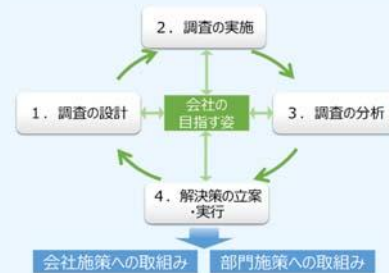 2．調査の実施
1．調査の設計
会社の
目指す姿
3．調査の分析
4．解決策の立案
・実行
会社施策への取組み
部門施策への取組み